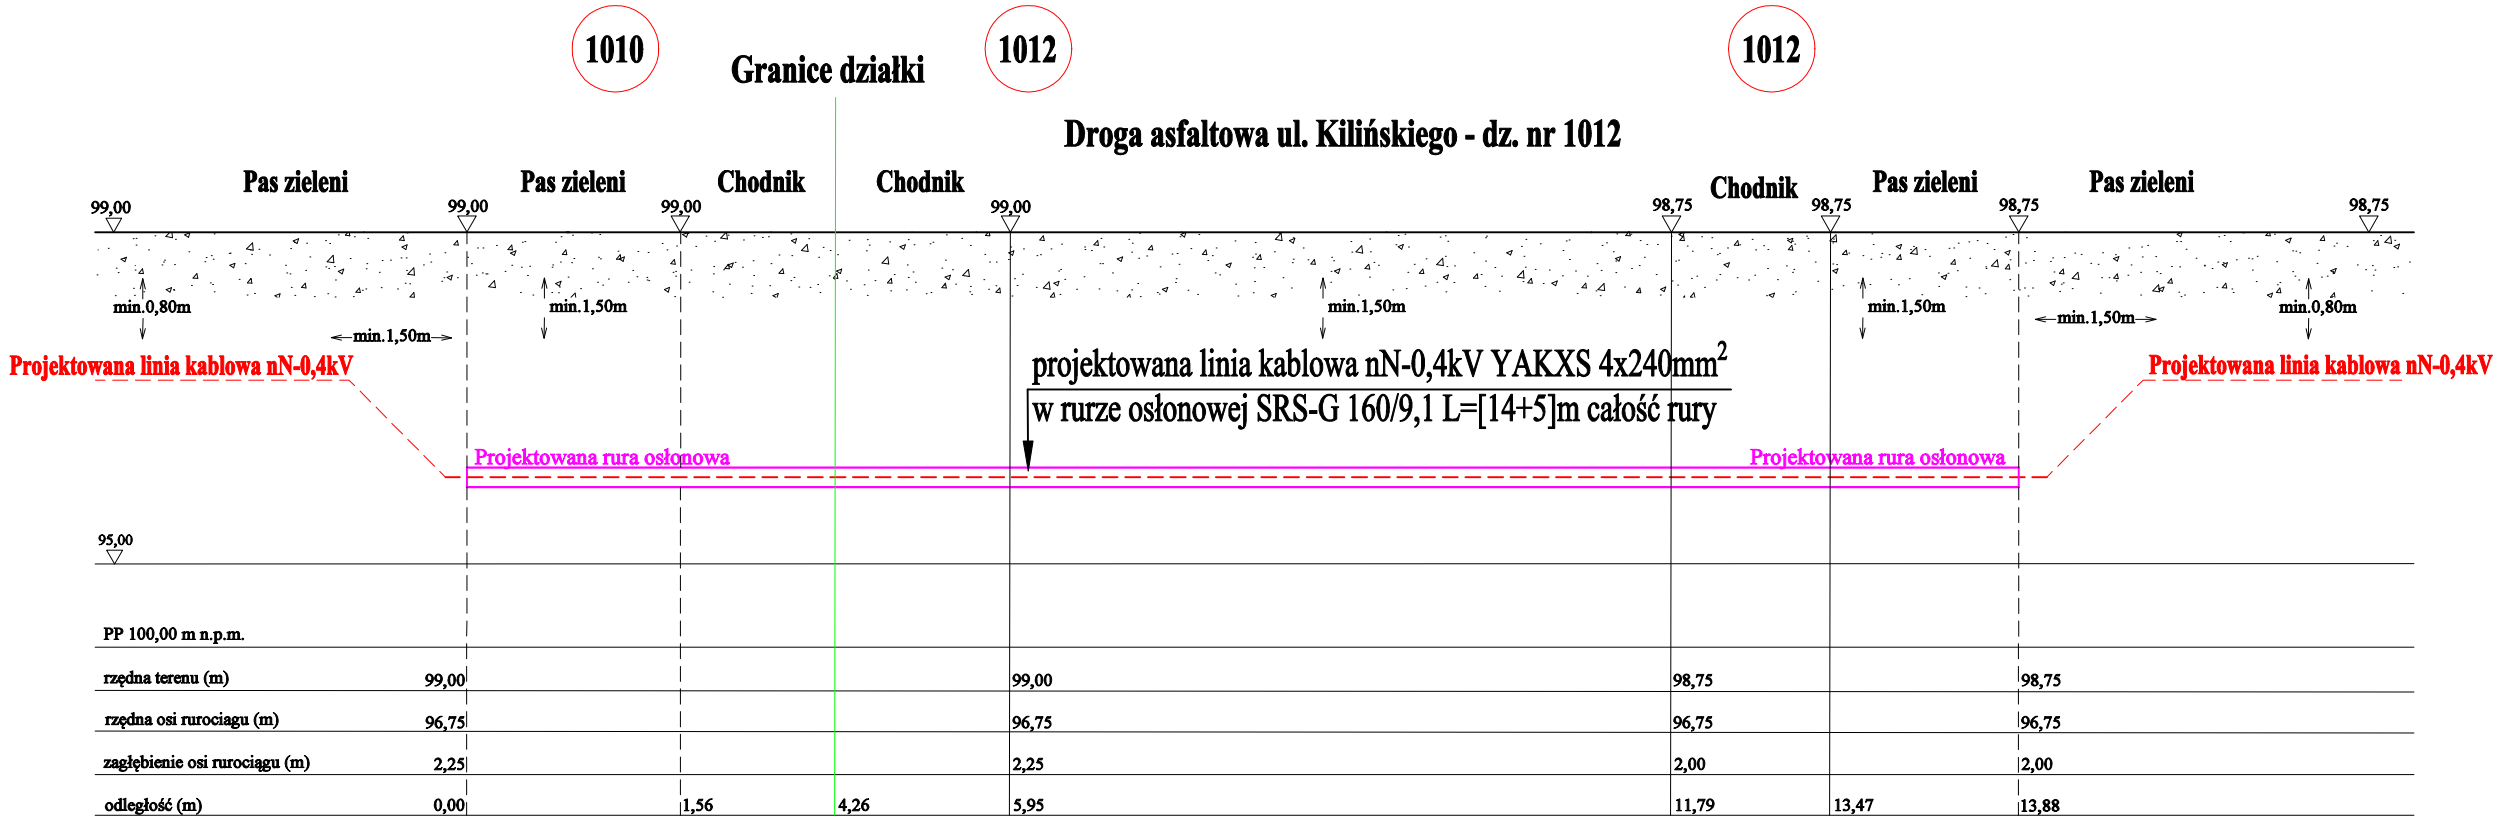 1010
1012
1012
Granice działki
Droga asfaltowa ul. Kilińskiego - dz. nr 1012
Pas zieleni
Pas zieleni
Chodnik
Chodnik
Chodnik
Pas zieleni
Pas zieleni
99,00
99,00
99,00
99,00
98,75
98,75
98,75
98,75
min.0,80m
min.1,50m
min.1,50m
min.1,50m
min.1,50m
min.1,50m
min.0,80m
Projektowana linia kablowa nN-0,4kV
Projektowana linia kablowa nN-0,4kV
projektowana linia kablowa nN-0,4kV YAKXS 4x240mm²
w rurze osłonowej SRS-G 160/9,1 L=[14+5]m całość rury
Projektowana rura osłonowa
Projektowana rura osłonowa
95,00
PP 100,00 m n.p.m.
rzędna terenu (m) 99,00 99,00 98,75 98,75
rzędna osi rurociagu (m) 96,75 96,75 96,75 96,75
zagłębienie osi rurociągu (m) 2,25 2,25 2,00 2,00
odległość (m) 0,00 1,56 4,26 5,95 11,79 13,47 13,88